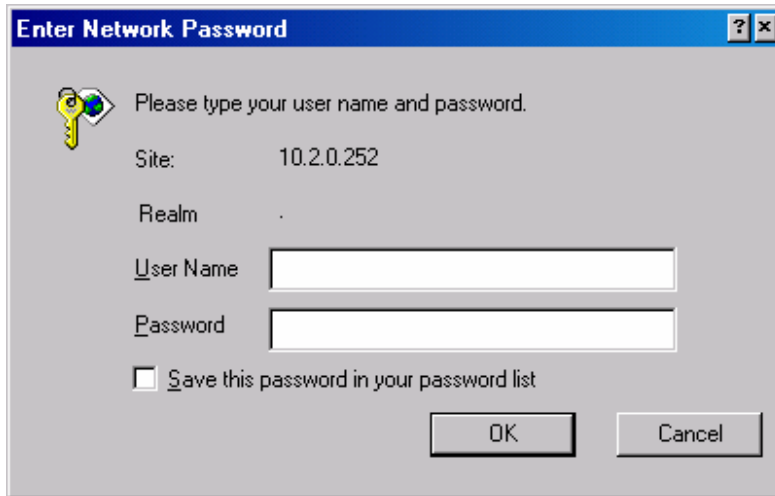 Enter Network Password
Please type your user name and password.
Site: 10.2.0.252
Realm .
User Name
Password
Save this password in your password list
OK Cancel